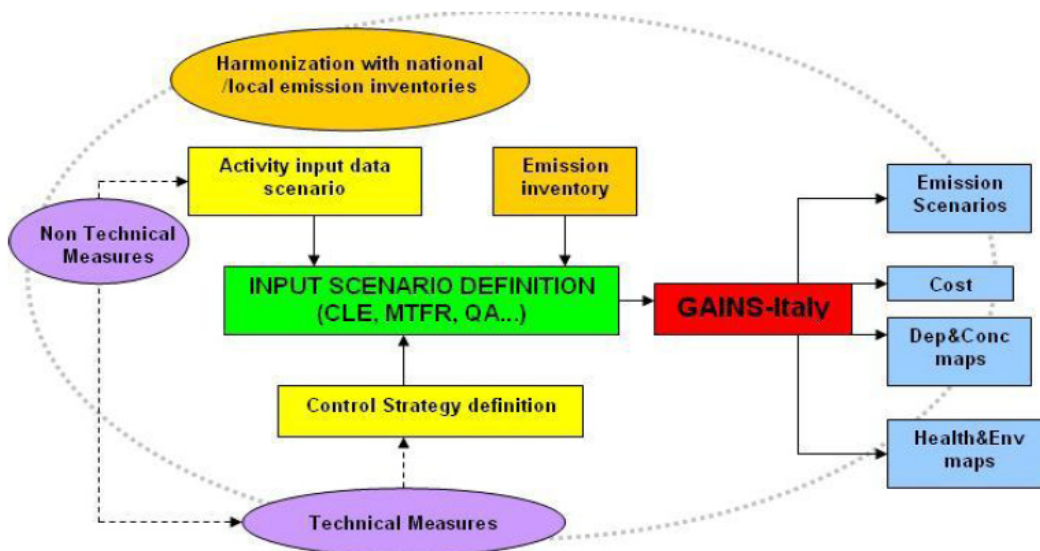 Harmonization with national
/local emission inventories
Activity input data
scenario
Emission
inventory
Emission
Scenarios
Non Technical
Measures
INPUT SCENARIO DEFINITION
(CLE, MTFR, QA...)
GAINS-Italy
Cost
Dep&Conc
maps
Control Strategy definition
Health&Env
maps
Technical Measures